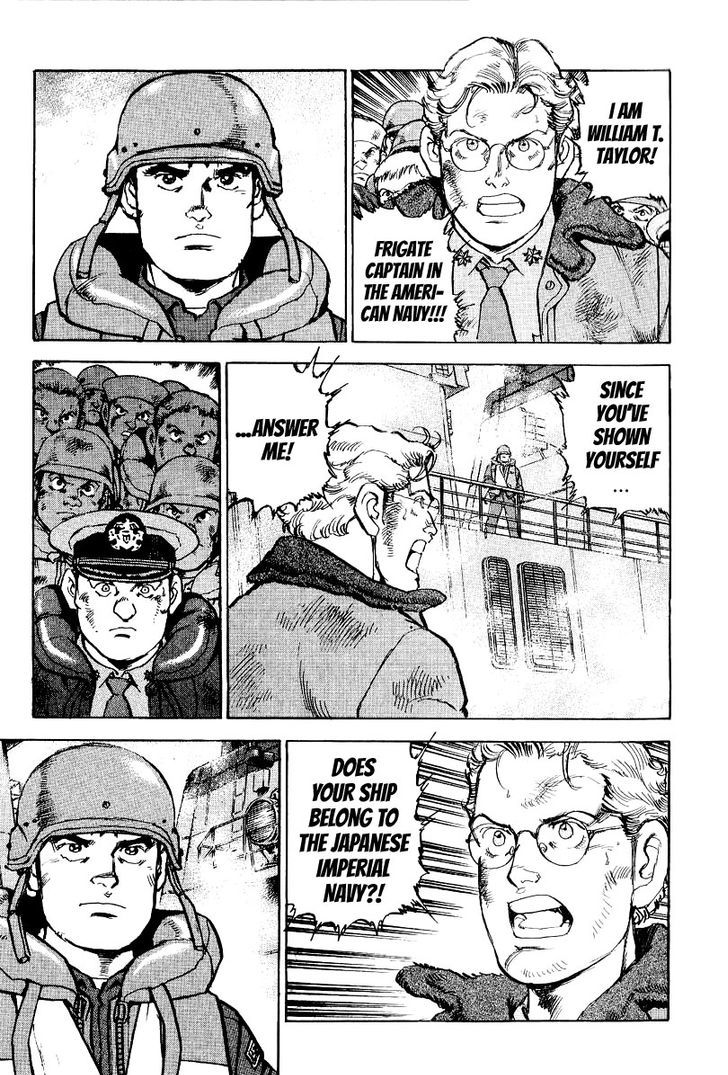 I AM
WILLIAM T.
TAYLOR!
FRIGATE
CAPTAIN IN
THE AMERI-
CAN NAVY!!!
SINCE
YOU'VE
SHOWN
YOURSELF
...
...ANSWER
ME!
DOES
YOUR SHIP
BELONG TO
THE JAPANESE
IMPERIAL
NAVY?!